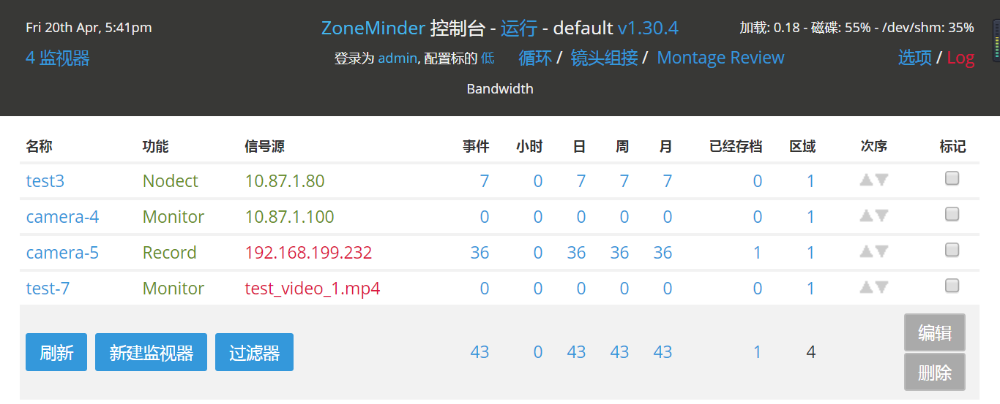 Fri 20th Apr, 5:41pm ZoneMinder 控制台 - 运行 - default v1.30.4 加载: 0.18 - 磁碟: 55% - /dev/shm: 35%
4 监视器 登录为 admin, 配置标的 低 循环 / 镜头组接 / Montage Review 选项 / Log
Bandwidth
名称 功能 信号源 事件 小时 日 周 月 已经存档 区域 次序 标记
test3 Nodect 10.87.1.80 7 0 7 7 7 0 1
camera-4 Monitor 10.87.1.100 0 0 0 0 0 0 1
camera-5 Record 192.168.199.232 36 0 36 36 36 1 1
test-7 Monitor test_video_1.mp4 0 0 0 0 0 0 1
刷新 新建监视器 过滤器 43 0 43 43 43 1 4 编辑
删除